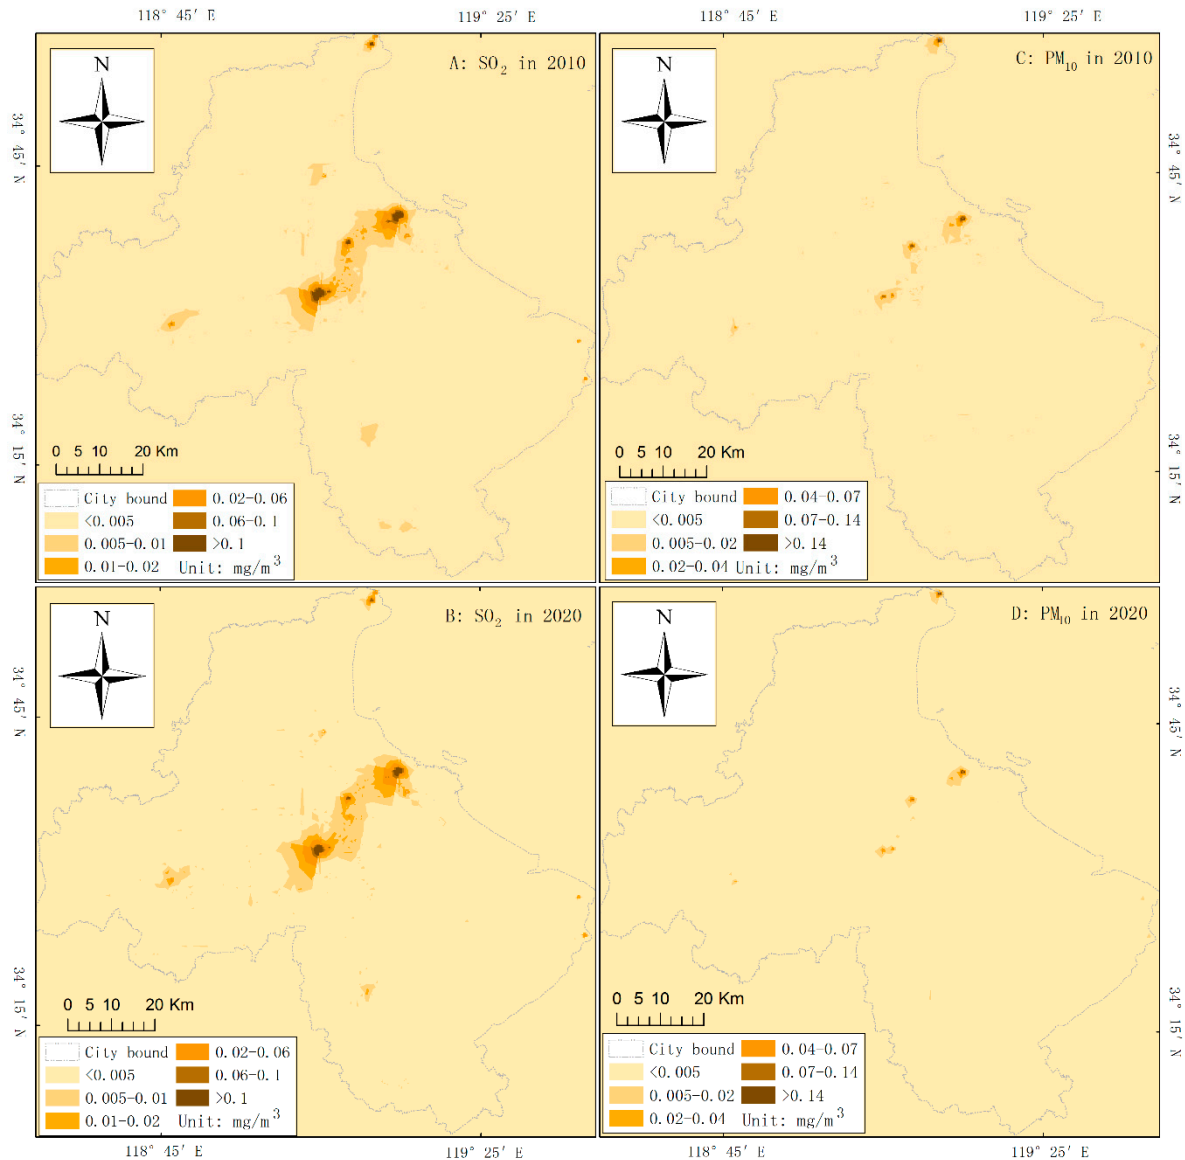 118° 45′ E 119° 25′ E 118° 45′ E 119° 25′ E
N
A: SO₂ in 2010
34° 45′ N
0 5 10 20 Km
34° 15′ N
City bound
<0.005
0.005-0.01
0.01-0.02
0.02-0.06
0.06-0.1
>0.1
Unit: mg/m³
N
C: PM₁₀ in 2010
34° 45′ N
0 5 10 20 Km
34° 15′ N
City bound
<0.005
0.005-0.02
0.02-0.04
0.04-0.07
0.07-0.14
>0.14
Unit: mg/m³
N
B: SO₂ in 2020
34° 45′ N
0 5 10 20 Km
34° 15′ N
City bound
<0.005
0.005-0.01
0.01-0.02
0.02-0.06
0.06-0.1
>0.1
Unit: mg/m³
N
D: PM₁₀ in 2020
34° 45′ N
0 5 10 20 Km
34° 15′ N
City bound
<0.005
0.005-0.02
0.02-0.04
0.04-0.07
0.07-0.14
>0.14
Unit: mg/m³
118° 45′ E 119° 25′ E 118° 45′ E 119° 25′ E